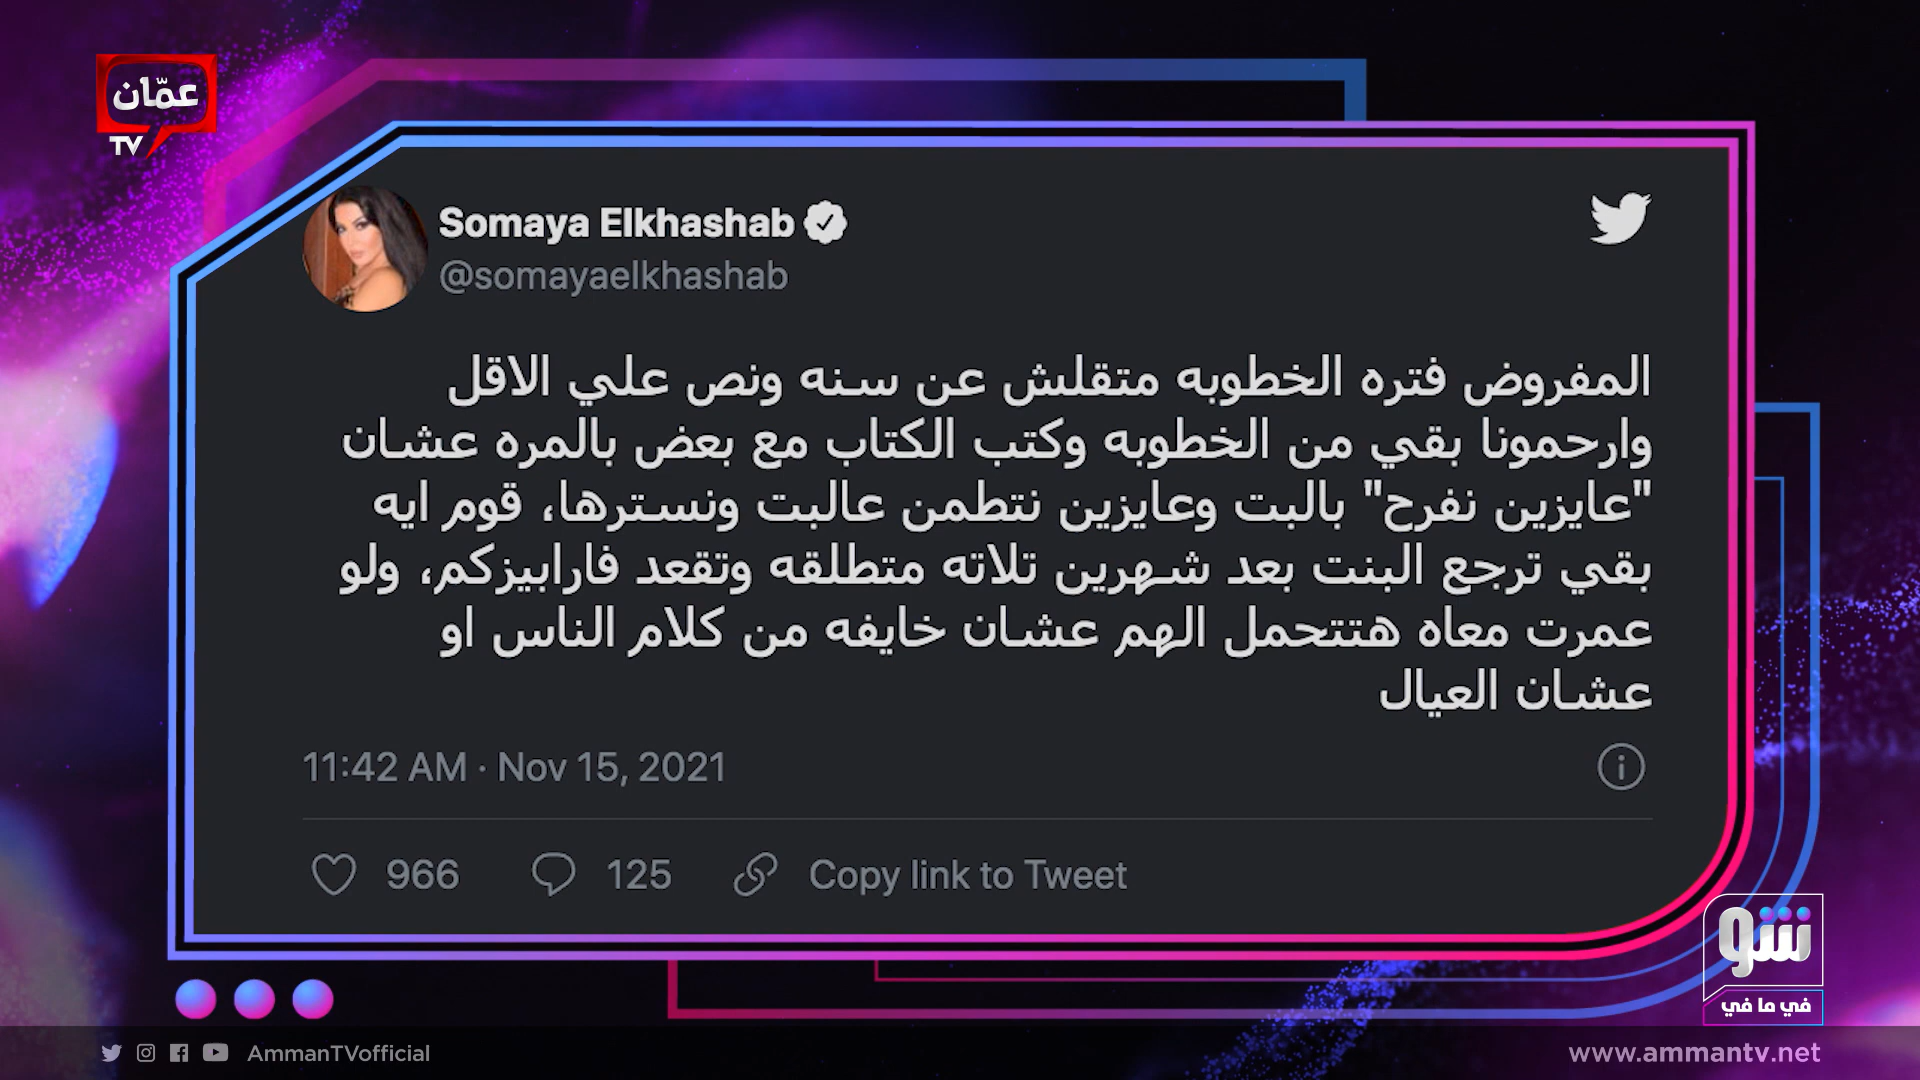 عمّان
TV
Somaya Elkhashab
@somayaelkhashab
المفروض فتره الخطوبه متقلش عن سنه ونص علي الاقل
وارحمونا بقي من الخطوبه وكتب الكتاب مع بعض بالمره عشان
"عايزين نفرح" بالبت وعايزين نتطمن عالبت ونسترها، قوم ايه
بقي ترجع البنت بعد شهرين تلاته متطلقه وتقعد فارابيزكم، ولو
عمرت معاه هتتحمل الهم عشان خايفه من كلام الناس او
عشان العيال
11:42 AM · Nov 15, 2021
966 125 Copy link to Tweet
شو
في ما في
AmmanTVofficial
www.ammantv.net